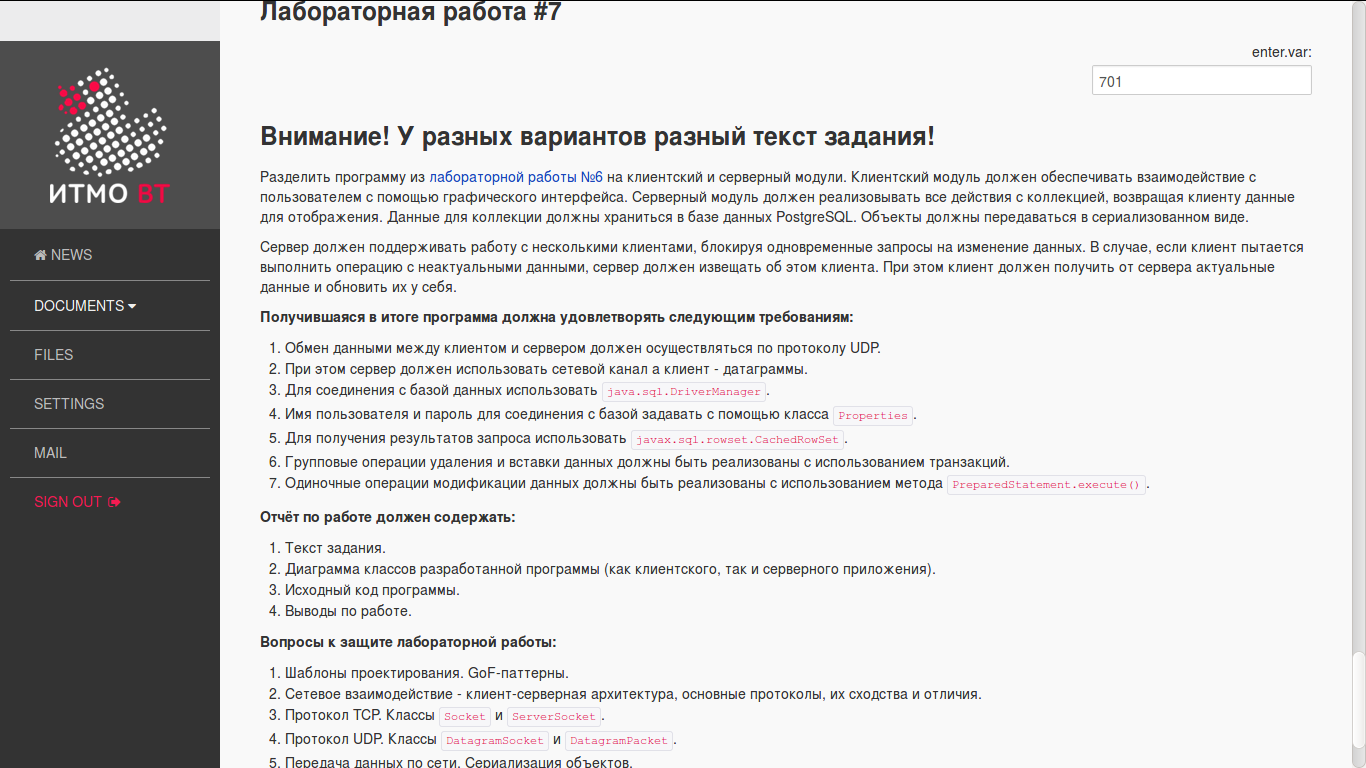 Лабораторная работа #7
enter.var:
701
ИТМО ВТ
NEWS
DOCUMENTS
FILES
SETTINGS
MAIL
SIGN OUT
Внимание! У разных вариантов разный текст задания!
Разделить программу из лабораторной работы №6 на клиентский и серверный модули. Клиентский модуль должен обеспечивать взаимодействие с
пользователем с помощью графического интерфейса. Серверный модуль должен реализовывать все действия с коллекцией, возвращая клиенту данные
для отображения. Данные для коллекции должны храниться в базе данных PostgreSQL. Объекты должны передаваться в сериализованном виде.
Сервер должен поддерживать работу с несколькими клиентами, блокируя одновременные запросы на изменение данных. В случае, если клиент пытается
выполнить операцию с неактуальными данными, сервер должен извещать об этом клиента. При этом клиент должен получить от сервера актуальные
данные и обновить их у себя.
Получившаяся в итоге программа должна удовлетворять следующим требованиям:
1. Обмен данными между клиентом и сервером должен осуществляться по протоколу UDP.
2. При этом сервер должен использовать сетевой канал а клиент - датаграммы.
3. Для соединения с базой данных использовать java.sql.DriverManager.
4. Имя пользователя и пароль для соединения с базой задавать с помощью класса Properties.
5. Для получения результатов запроса использовать javax.sql.rowset.CachedRowSet.
6. Групповые операции удаления и вставки данных должны быть реализованы с использованием транзакций.
7. Одиночные операции модификации данных должны быть реализованы с использованием метода PreparedStatement.execute().
Отчёт по работе должен содержать:
1. Текст задания.
2. Диаграмма классов разработанной программы (как клиентского, так и серверного приложения).
3. Исходный код программы.
4. Выводы по работе.
Вопросы к защите лабораторной работы:
1. Шаблоны проектирования. GoF-паттерны.
2. Сетевое взаимодействие - клиент-серверная архитектура, основные протоколы, их сходства и отличия.
3. Протокол TCP. Классы Socket и ServerSocket.
4. Протокол UDP. Классы DatagramSocket и DatagramPacket.
5. Передача данных по сети. Сериализация объектов.